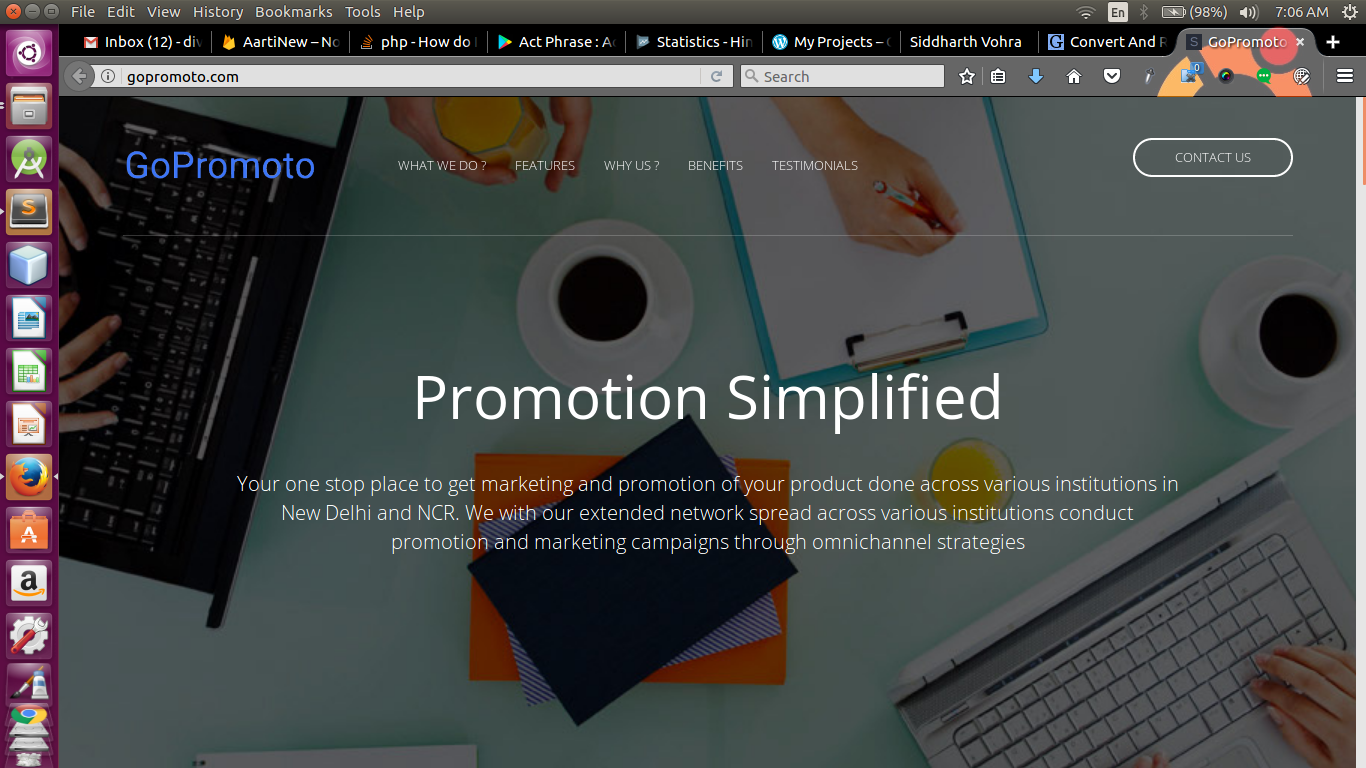 File Edit View History Bookmarks Tools Help
En (98%) 7:06 AM
Inbox (12) - div
AartiNew – No
php - How do I
Act Phrase : Ac
Statistics - Hin
My Projects – G
Siddharth Vohra
Convert And R
GoPromoto
gopromoto.com
Search
0
GoPromoto
WHAT WE DO ? FEATURES WHY US ? BENEFITS TESTIMONIALS
CONTACT US
Promotion Simplified
Your one stop place to get marketing and promotion of your product done across various institutions in
New Delhi and NCR. We with our extended network spread across various institutions conduct
promotion and marketing campaigns through omnichannel strategies